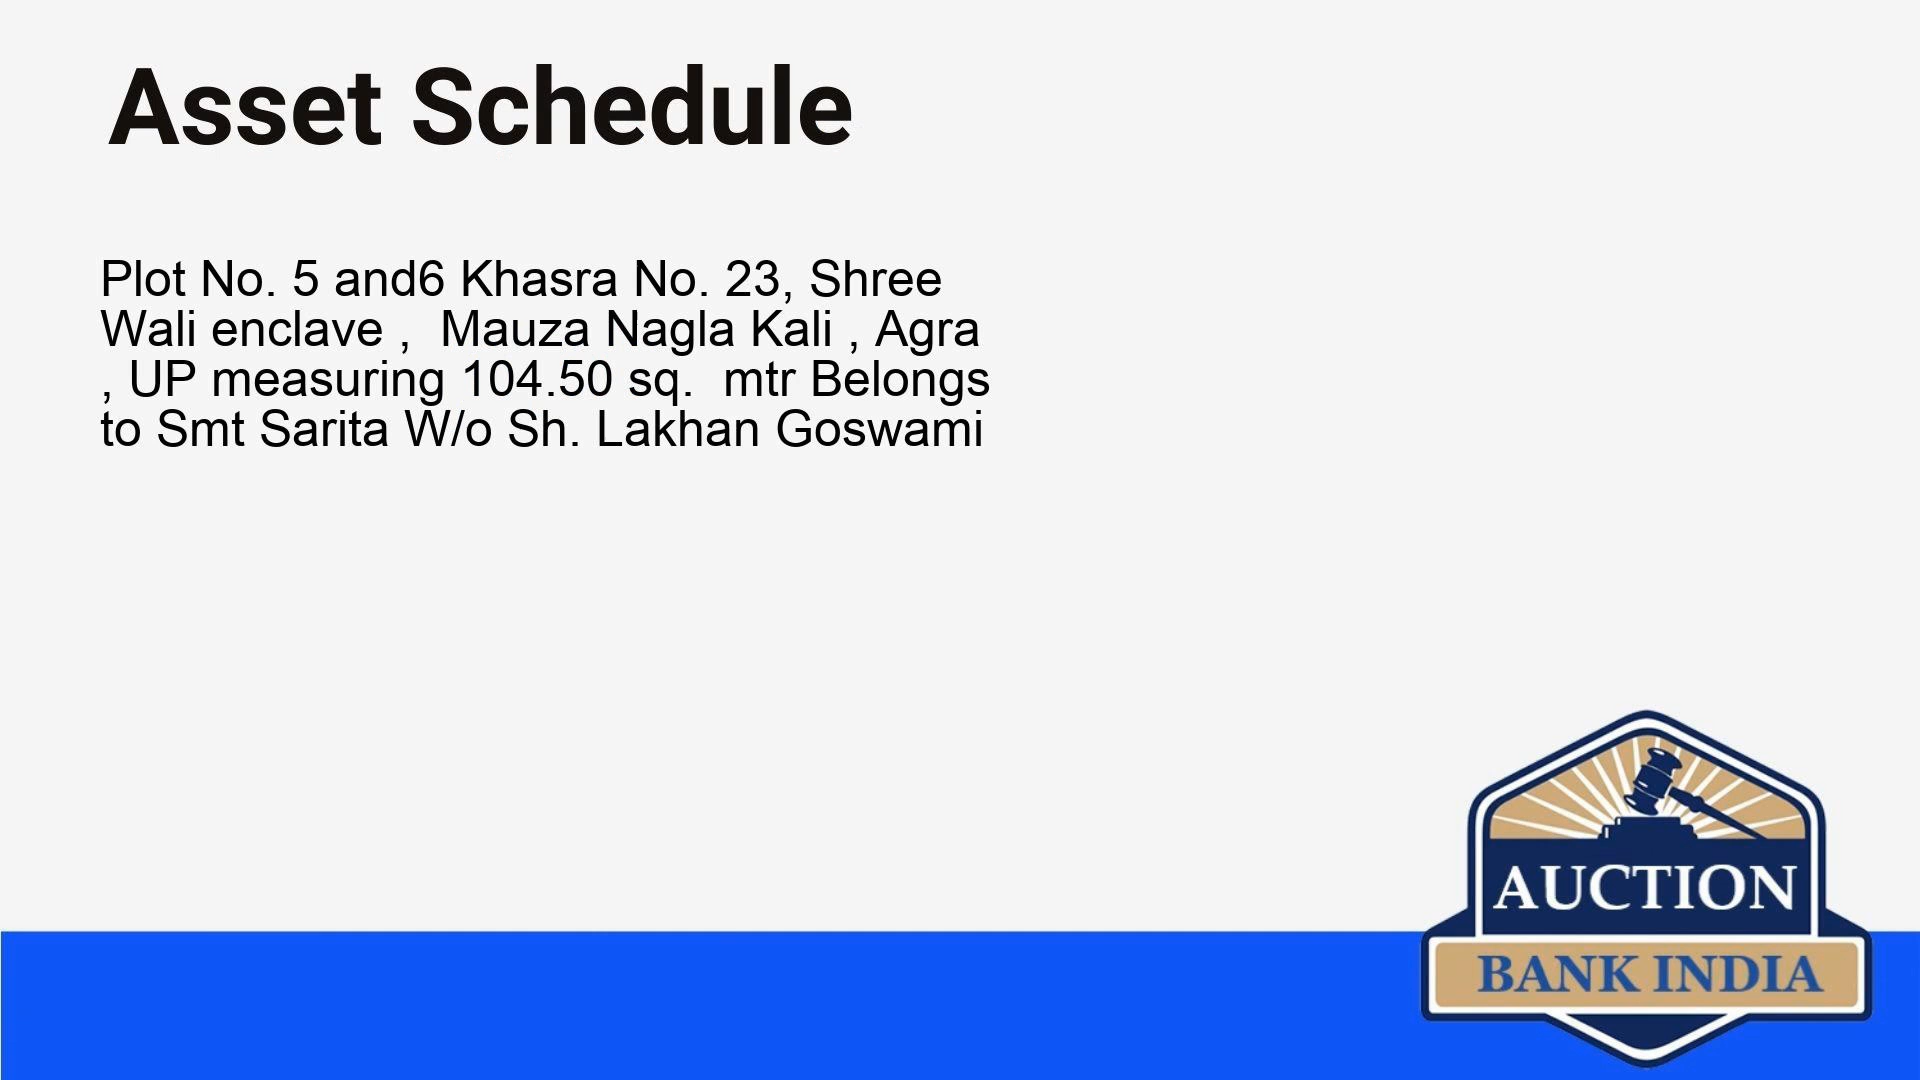 Asset Schedule
Plot No. 5 and6 Khasra No. 23, Shree
Wali enclave ,  Mauza Nagla Kali , Agra
, UP measuring 104.50 sq.  mtr Belongs
to Smt Sarita W/o Sh. Lakhan Goswami
AUCTION
BANK INDIA